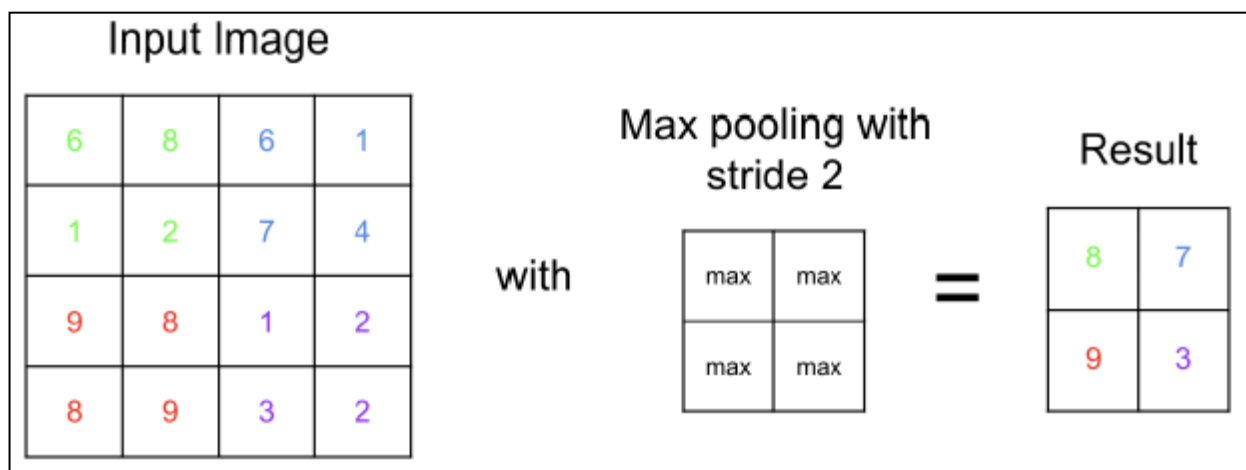 Input Image
6 8 6 1
1 2 7 4
9 8 1 2
8 9 3 2
with
Max pooling with
stride 2
max max
max max
=
Result
8 7
9 3